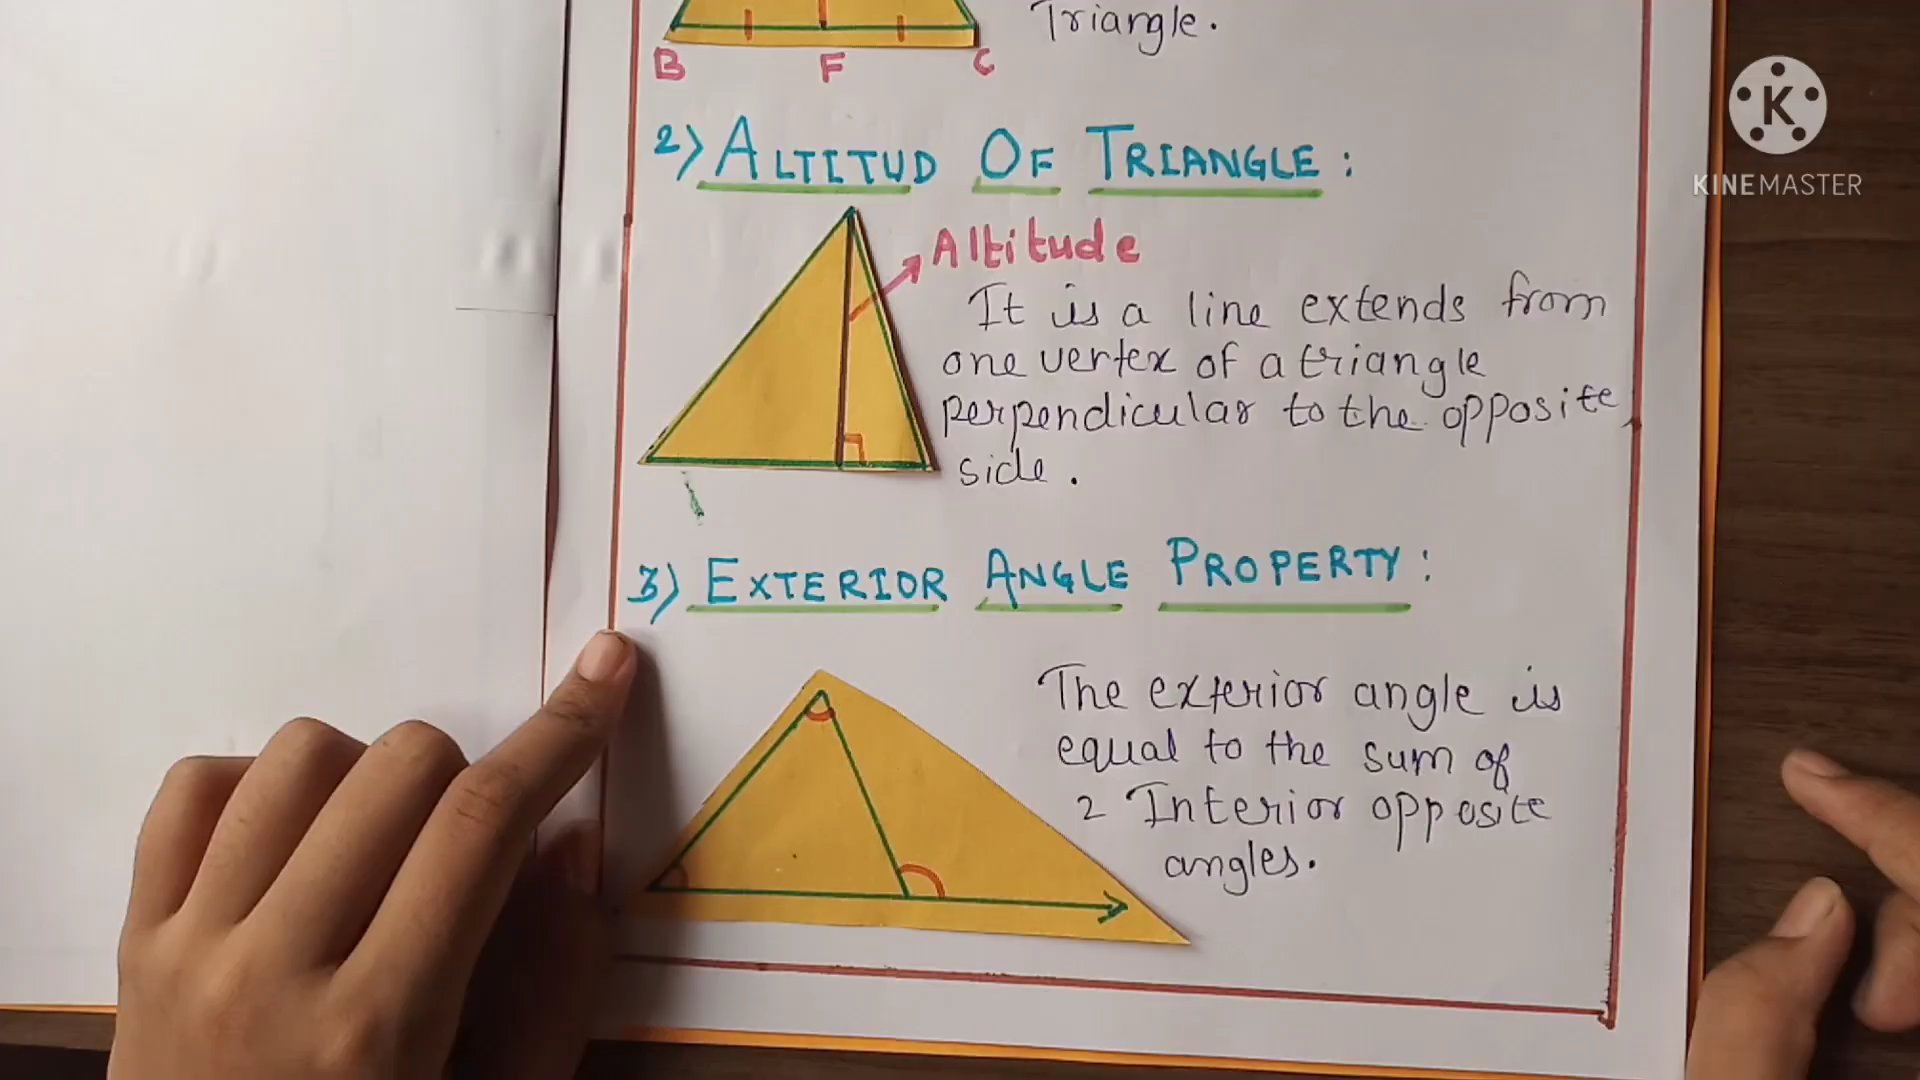 Triangle.
B F C
2) ALTITUD OF TRIANGLE:
Altitude
It is a line extends from
one vertex of a triangle
perpendicular to the opposite
side.
3) EXTERIOR ANGLE PROPERTY:
The exterior angle is
equal to the sum of
2 Interior opposite
angles.
K
KINEMASTER